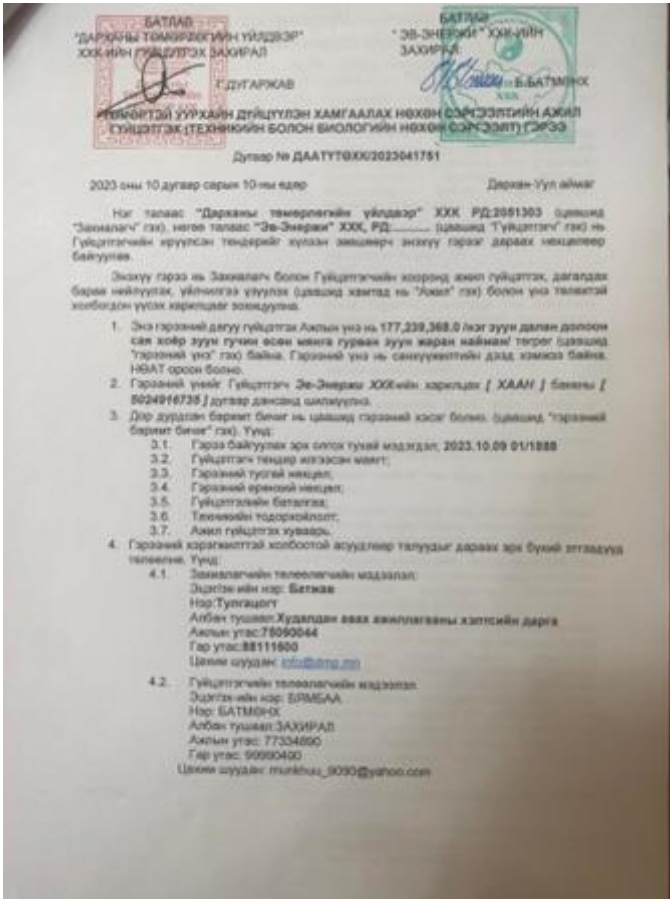 БАТЛАВ
"ДАРХАНЫ ТӨМӨРЛӨГИЙН ҮЙЛДВЭР"
ХХК-ИЙН ГҮЙЦЭТГЭХ ЗАХИРАЛ
Г.ДУГАРЖАВ
БАТЛАВ
"ЭВ-ЭНЕРЖИ" ХХК-ИЙН
ЗАХИРАЛ
Б.БАТМӨНХ
ТӨМӨРТЭЙ УУРХАЙН ДҮЙЦҮҮЛЭН ХАМГААЛАХ НӨХӨН СЭРГЭЭЛТИЙН АЖИЛ
ГҮЙЦЭТГЭХ (ТЕХНИКИЙН БОЛОН БИОЛОГИЙН НӨХӨН СЭРГЭЭЛТ) ГЭРЭЭ
Дугаар № ДААТҮТӨХК/2023041751
2023 оны 10 дугаар сарын 10-ны өдөр
Дархан-Уул аймаг
Нэг талаас "Дарханы төмөрлөгийн үйлдвэр" ХХК РД:2051303 (цаашид
"Захиалагч" гэх), нөгөө талаас "Эв-Энержи" ХХК, РД:........... (цаашид "Гүйцэтгэгч" гэх) нь
Гүйцэтгэгчийн ирүүлсэн тендерийг хүлээн зөвшөөрч энэхүү гэрээг дараах нөхцөлөөр
байгуулав.
Энэхүү гэрээ нь Захиалагч болон Гүйцэтгэгчийн хооронд ажил гүйцэтгэх, дагалдах
бараа нийлүүлэх, үйлчилгээ үзүүлэх (цаашид хамтад нь "Ажил" гэх) болон үнэ төлөхтэй
холбогдон үүсэх харилцааг зохицуулна.
1. Энэ гэрээний дагуу гүйцэтгэх Ажлын үнэ нь 177,239,368.0 /нэг зуун далан долоон
сая хоёр зуун гучин есөн мянга гурван зуун жаран найман/ төгрөг (цаашид
"гэрээний үнэ" гэх) байна. Гэрээний үнэ нь санхүүжилтийн дээд хэмжээ байна.
НӨАТ орсон болно.
2. Гэрээний үнийг Гүйцэтгэгч Эв-Энержи ХХК-ийн харилцах [ ХААН ] банкны [
5024916735 ] дугаар дансанд шилжүүлнэ.
3. Дор дурдсан баримт бичиг нь цаашид гэрээний хэсэг болно. (цаашид "гэрээний
баримт бичиг" гэх). Үүнд:
3.1. Гэрээ байгуулах эрх олгох тухай мэдэгдэл; 2023.10.09 01/1888
3.2. Гүйцэтгэгч тендер илгээсэн маягт;
3.3. Гэрээний тусгай нөхцөл;
3.4. Гэрээний ерөнхий нөхцөл;
3.5. Гүйцэтгэлийн баталгаа;
3.6. Техникийн тодорхойлолт;
3.7. Ажил гүйцэтгэх хуваарь.
4. Гэрээний хэрэгжилттэй холбоотой асуудлаар талуудыг дараах эрх бүхий этгээдүүд
төлөөлнө. Үүнд:
4.1. Захиалагчийн төлөөлөгчийн мэдээлэл:
Эцэг/эх-ийн нэр: Батжав
Нэр:Тулгацогт
Албан тушаал:Худалдан авах ажиллагааны хэлтсийн дарга
Ажлын утас:75090044
Гар утас:88111600
Цахим шуудан: info@dmp.mn
4.2. Гүйцэтгэгчийн төлөөлөгчийн мэдээлэл
Эцэг/эх-ийн нэр: БЯМБАА
Нэр: БАТМӨНХ
Албан тушаал:ЗАХИРАЛ
Ажлын утас: 77334890
Гар утас: 99990400
Цахим шуудан: munkhuu_9090@yahoo.com